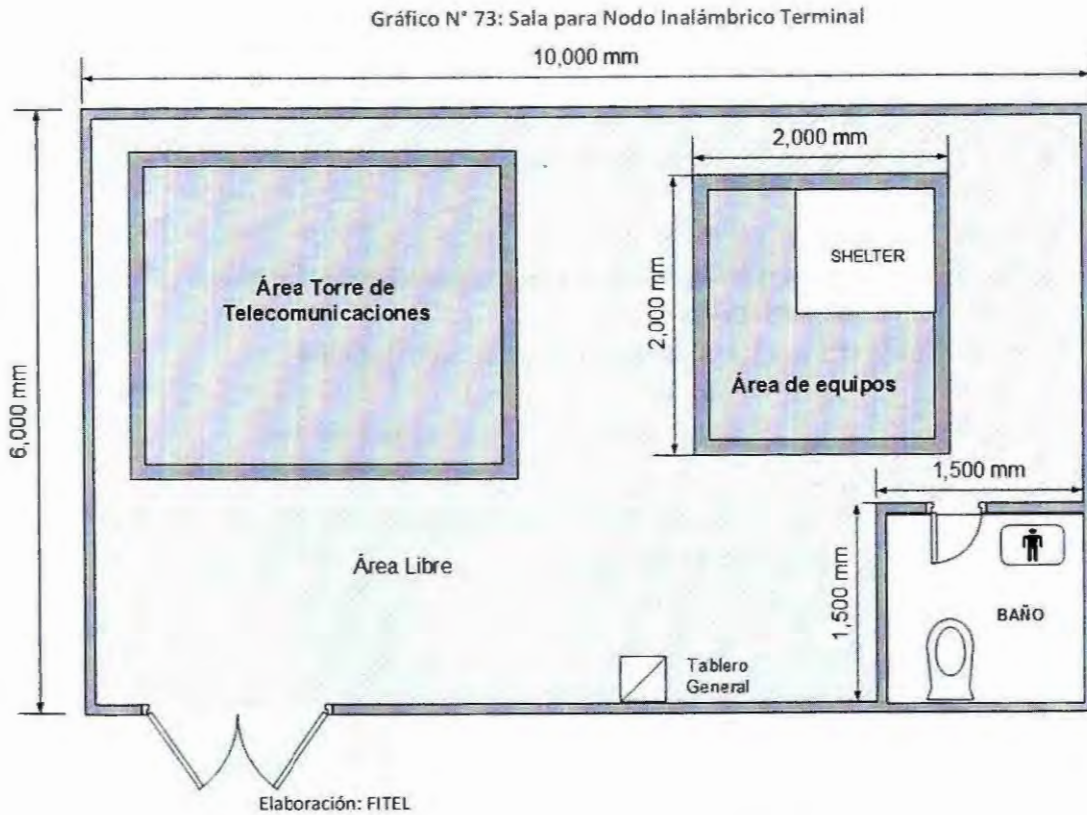 Gráfico N° 73: Sala para Nodo Inalámbrico Terminal
10,000 mm
2,000 mm
SHELTER
Área Torre de
Telecomunicaciones
2,000 mm
Área de equipos
6,000 mm
1,500 mm
Área Libre
1,500 mm
BAÑO
Tablero
General
Elaboración: FITEL